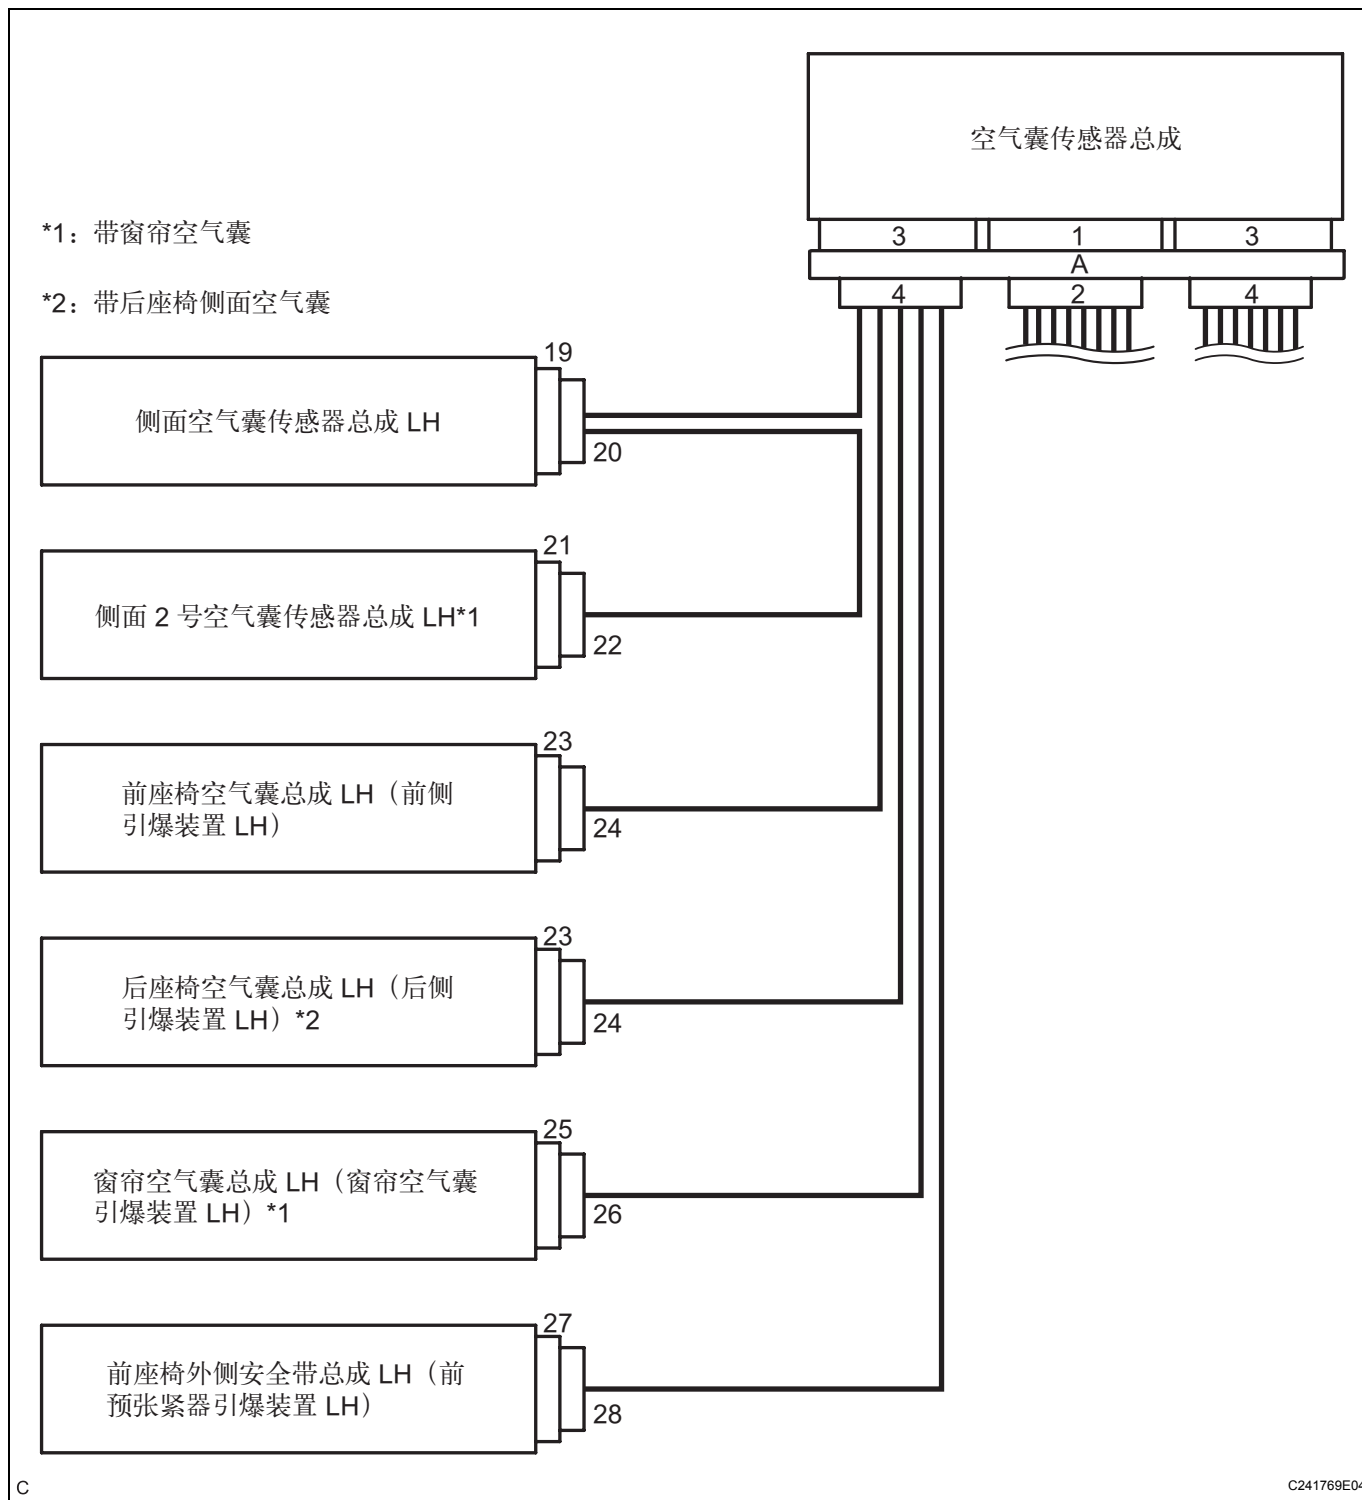 空气囊传感器总成
3 1 3
A
4 2 4
*1：带窗帘空气囊
*2：带后座椅侧面空气囊
19
侧面空气囊传感器总成 LH
20
21
侧面 2 号空气囊传感器总成 LH*1
22
23
前座椅空气囊总成 LH（前侧
引爆装置 LH）
24
23
后座椅空气囊总成 LH（后侧
引爆装置 LH）*2
24
25
窗帘空气囊总成 LH（窗帘空气囊
引爆装置 LH）*1
26
27
前座椅外侧安全带总成 LH（前
预张紧器引爆装置 LH）
28
C
C241769E04